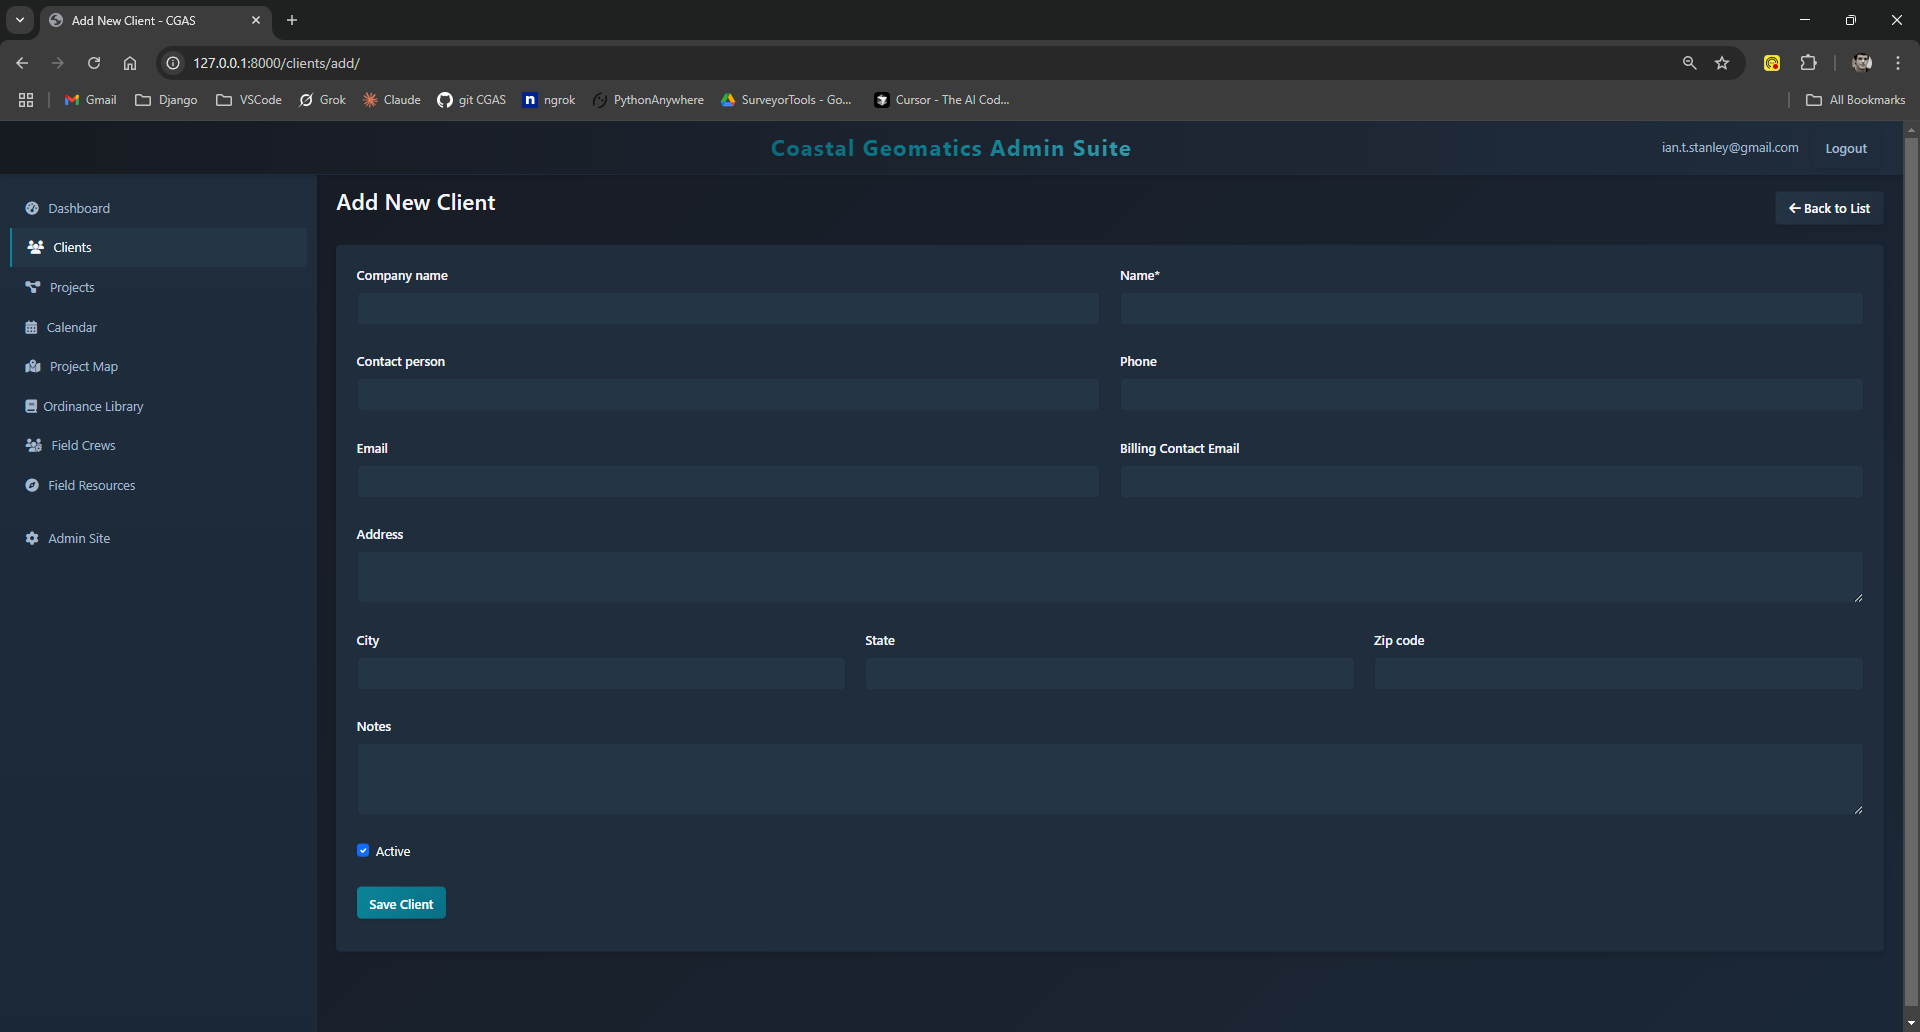 Add New Client - CGAS
127.0.0.1:8000/clients/add/
Gmail
Django
VSCode
Grok
Claude
git CGAS
n ngrok
PythonAnywhere
SurveyorTools - Go...
Cursor - The AI Cod...
All Bookmarks
Coastal Geomatics Admin Suite
ian.t.stanley@gmail.com
Logout
Dashboard
Clients
Projects
Calendar
Project Map
Ordinance Library
Field Crews
Field Resources
Admin Site
Add New Client
Back to List
Company name
Name*
Contact person
Phone
Email
Billing Contact Email
Address
City
State
Zip code
Notes
Active
Save Client